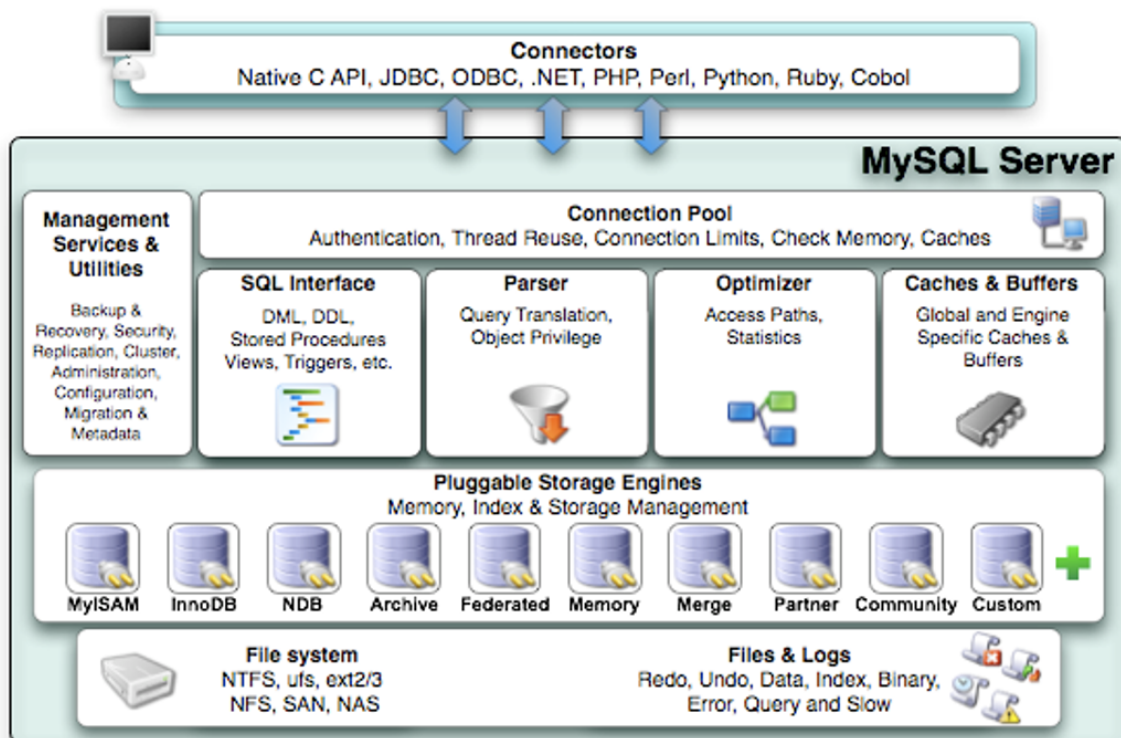 Connectors
Native C API, JDBC, ODBC, .NET, PHP, Perl, Python, Ruby, Cobol
MySQL Server
Management
Services &
Utilities
Backup &
Recovery, Security,
Replication, Cluster,
Administration,
Configuration,
Migration &
Metadata
Connection Pool
Authentication, Thread Reuse, Connection Limits, Check Memory, Caches
SQL Interface
DML, DDL,
Stored Procedures
Views, Triggers, etc.
Parser
Query Translation,
Object Privilege
Optimizer
Access Paths,
Statistics
Caches & Buffers
Global and Engine
Specific Caches &
Buffers
Pluggable Storage Engines
Memory, Index & Storage Management
MyISAM
InnoDB
NDB
Archive
Federated
Memory
Merge
Partner
Community
Custom
File system
NTFS, ufs, ext2/3
NFS, SAN, NAS
Files & Logs
Redo, Undo, Data, Index, Binary,
Error, Query and Slow